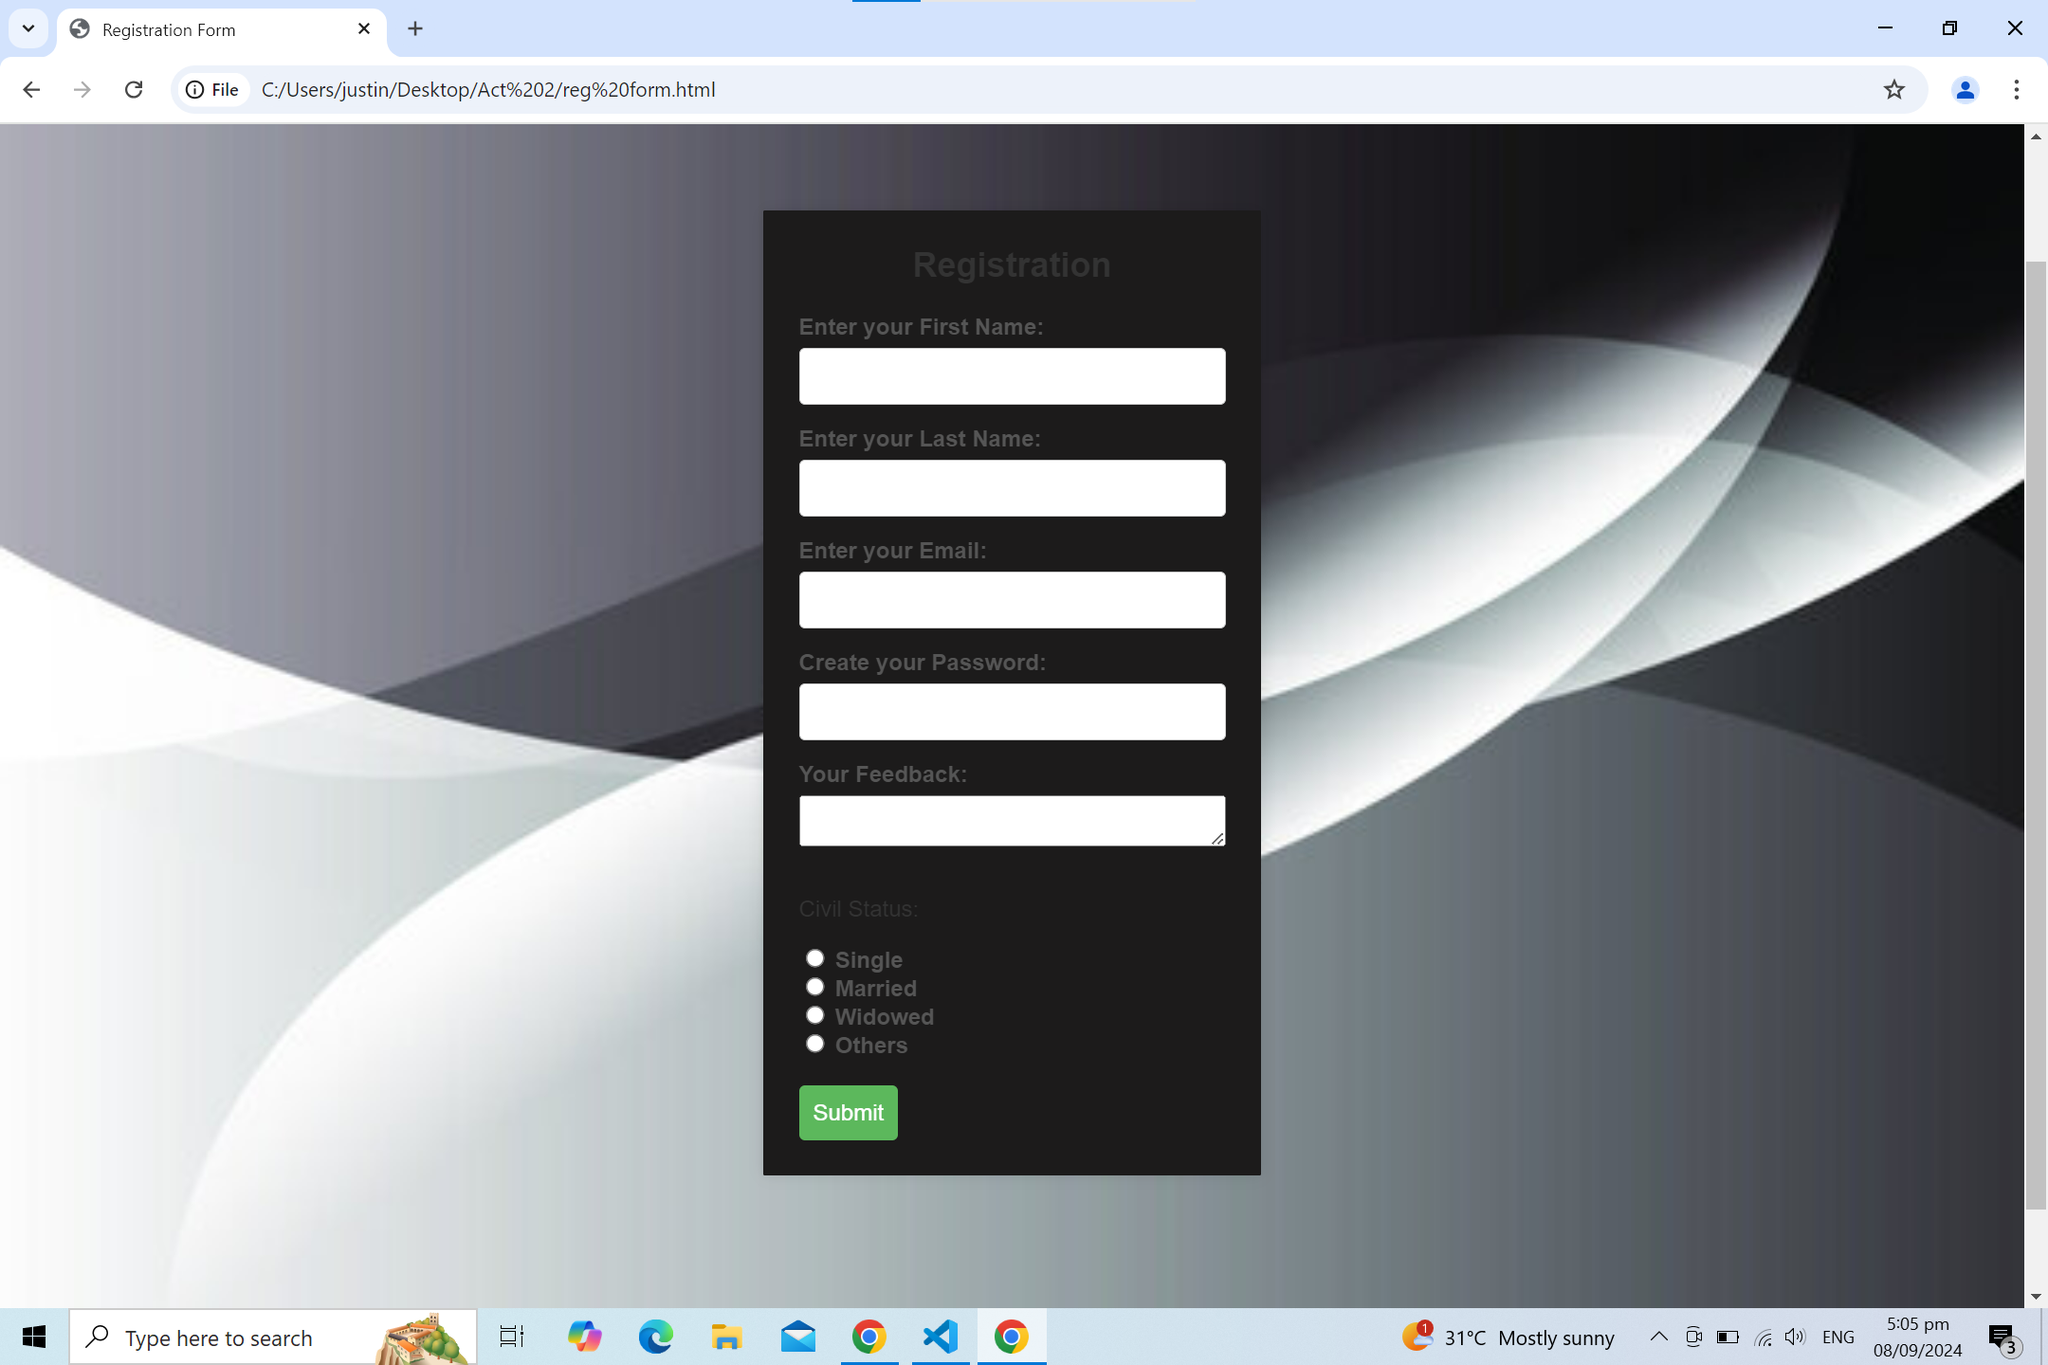 Registration Form
File
C:/Users/justin/Desktop/Act%202/reg%20form.html
Registration
Enter your First Name:
Enter your Last Name:
Enter your Email:
Create your Password:
Your Feedback:
Civil Status:
Single
Married
Widowed
Others
Submit
Type here to search
1
31°C Mostly sunny
ENG
5:05 pm
08/09/2024
3